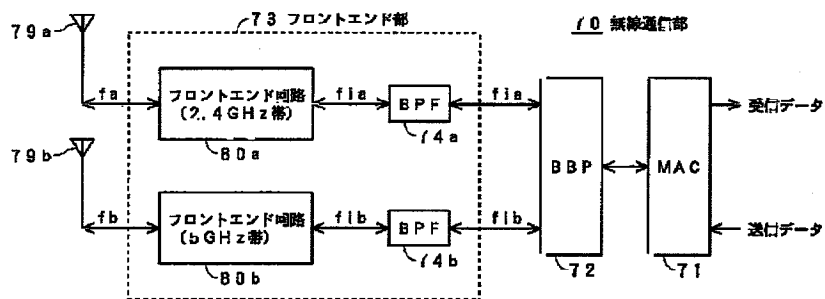 73 フロントエンド部
70 無線通信部
79a
fa
フロントエンド回路
(2.4GHz帯)
80a
fia
BPF
74a
fia
BBP
72
MAC
71
受信データ
送信データ
79b
fb
フロントエンド回路
(5GHz帯)
80b
fib
BPF
74b
fib